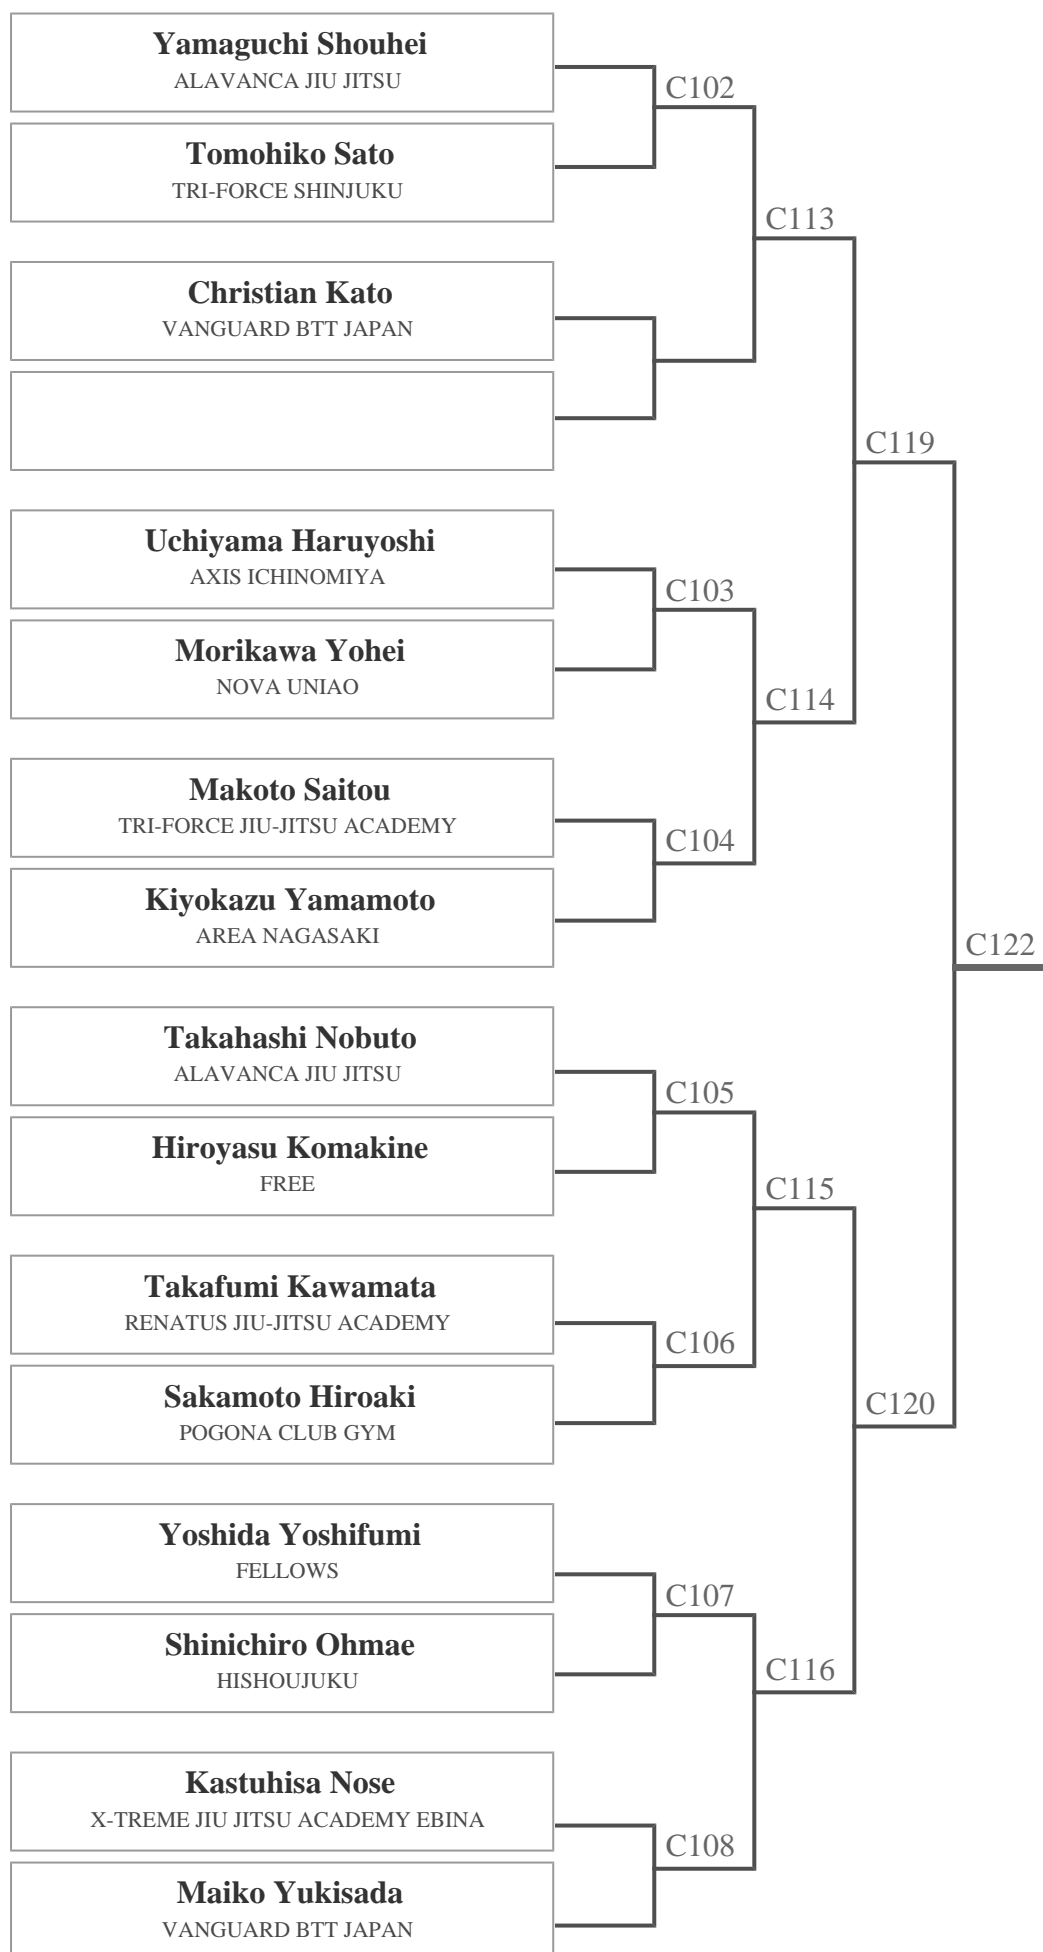 Yamaguchi Shouhei
ALAVANCA JIU JITSU
C102
Tomohiko Sato
TRI-FORCE SHINJUKU
C113
Christian Kato
VANGUARD BTT JAPAN
C119
Uchiyama Haruyoshi
AXIS ICHINOMIYA
C103
Morikawa Yohei
NOVA UNIAO
C114
Makoto Saitou
TRI-FORCE JIU-JITSU ACADEMY
C104
Kiyokazu Yamamoto
AREA NAGASAKI
C122
Takahashi Nobuto
ALAVANCA JIU JITSU
C105
Hiroyasu Komakine
FREE
C115
Takafumi Kawamata
RENATUS JIU-JITSU ACADEMY
C106
Sakamoto Hiroaki
POGONA CLUB GYM
C120
Yoshida Yoshifumi
FELLOWS
C107
Shinichiro Ohmae
HISHOUJUKU
C116
Kastuhisa Nose
X-TREME JIU JITSU ACADEMY EBINA
C108
Maiko Yukisada
VANGUARD BTT JAPAN